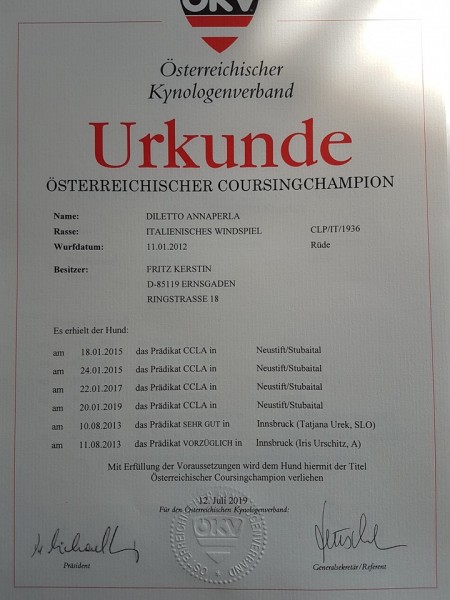 ÖKV
Österreichischer
Kynologenverband
Urkunde
ÖSTERREICHISCHER COURSINGCHAMPION
Name: DILETTO ANNAPERLA
Rasse: ITALIENISCHES WINDSPIEL CLP/IT/1936
Wurfdatum: 11.01.2012 Rüde
Besitzer: FRITZ KERSTIN
D-85119 ERNSGADEN
RINGSTRASSE 18
Es erhielt der Hund:
am 18.01.2015 das Prädikat CCLA in Neustift/Stubaital
am 24.01.2015 das Prädikat CCLA in Neustift/Stubaital
am 22.01.2017 das Prädikat CCLA in Neustift/Stubaital
am 20.01.2019 das Prädikat CCLA in Neustift/Stubaital
am 10.08.2013 das Prädikat SEHR GUT in Innsbruck (Tatjana Urek, SLO)
am 11.08.2013 das Prädikat VORZÜGLICH in Innsbruck (Iris Urschitz, A)
Mit Erfüllung der Voraussetzungen wird dem Hund hiermit der Titel
Österreichischer Coursingchampion verliehen
12. Juli 2019
Für den Österreichischen Kynologenverband:
ÖKV
Präsident
Generalsekretär/Referent